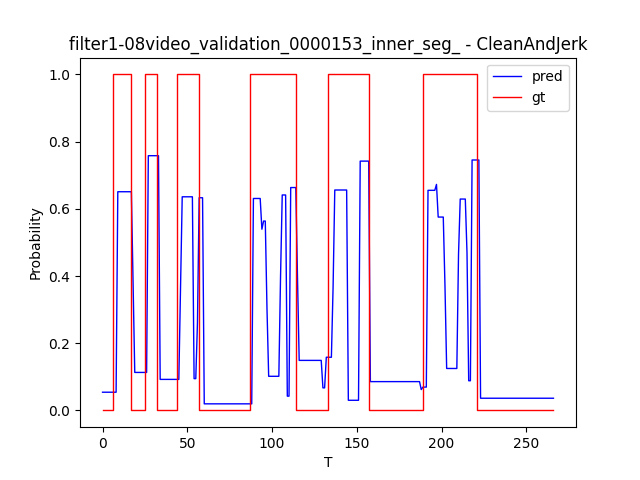 filter1-08video_validation_0000153_inner_seg_ - CleanAndJerk
pred
gt
1.0
0.8
0.6
0.4
0.2
0.0
Probability
0
50
100
150
200
250
T